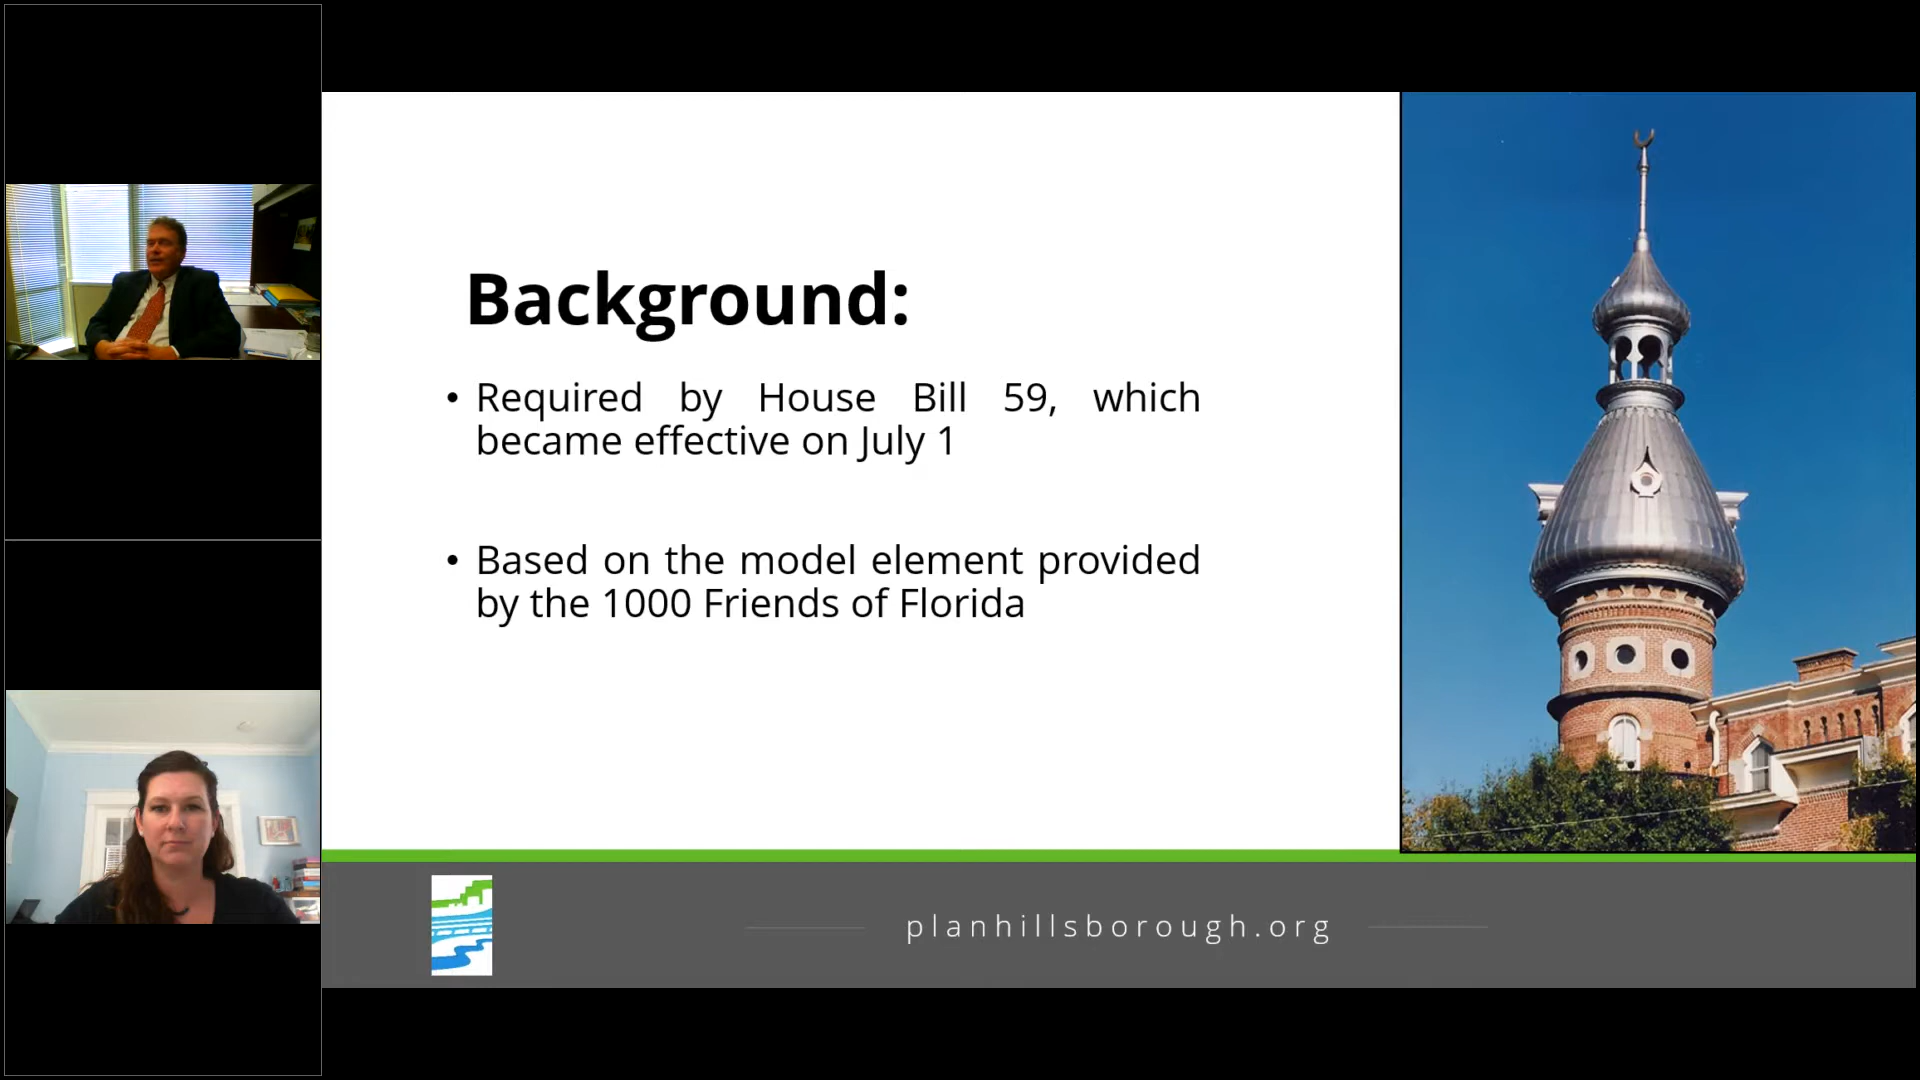 Background:
• Required by House Bill 59, which
became effective on July 1
• Based on the model element provided
by the 1000 Friends of Florida
planhillsborough.org